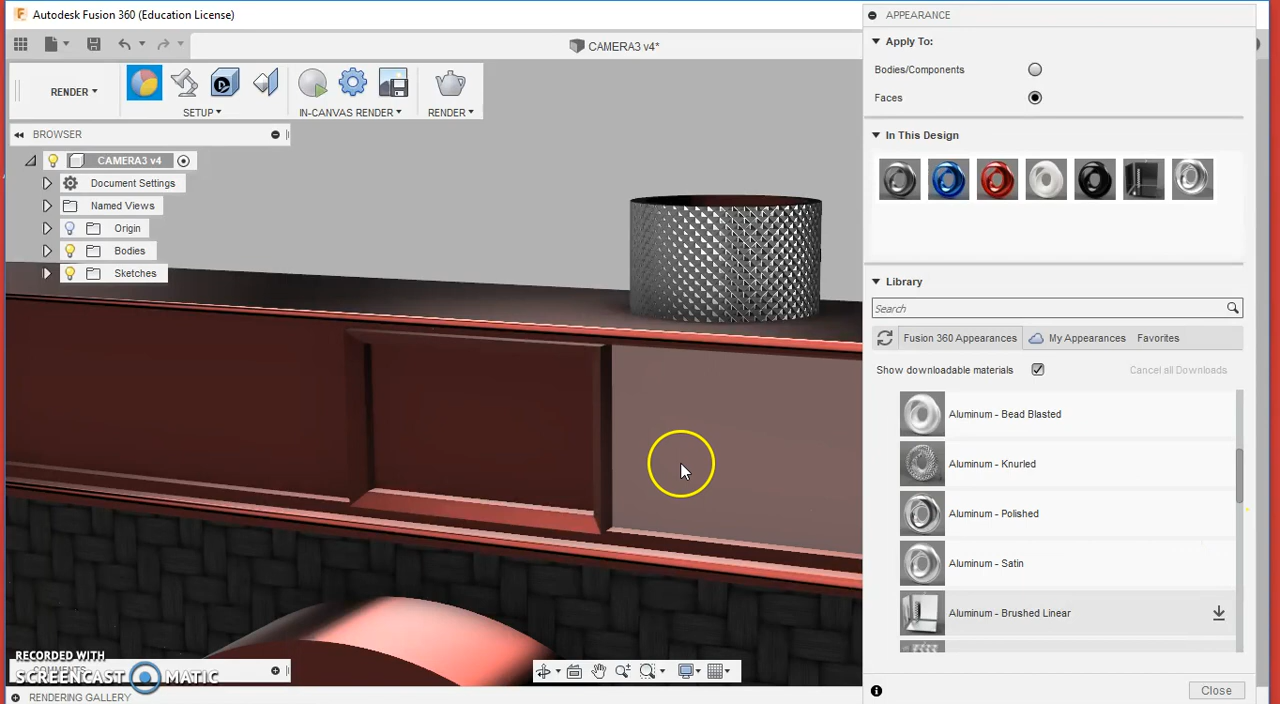 Autodesk Fusion 360 (Education License)
CAMERA3 v4*
RENDER
SETUP
IN-CANVAS RENDER
RENDER
BROWSER
CAMERA3 v4
Document Settings
Named Views
Origin
Bodies
Sketches
APPEARANCE
Apply To:
Bodies/Components
Faces
In This Design
Library
Search
Fusion 360 Appearances
My Appearances
Favorites
Show downloadable materials
Cancel all Downloads
Aluminum - Bead Blasted
Aluminum - Knurled
Aluminum - Polished
Aluminum - Satin
Aluminum - Brushed Linear
Close
RECORDED WITH
COMMENTS
SCREENCAST MATIC
RENDERING GALLERY